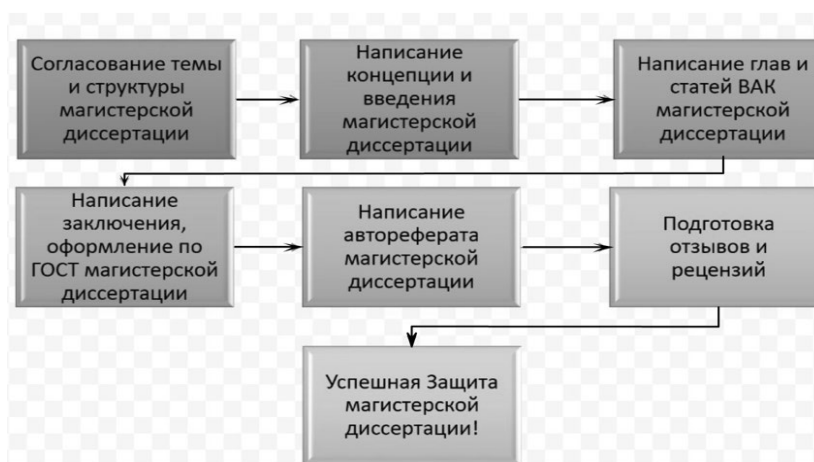 Согласование темы
и структуры
магистерской
диссертации
Написание
концепции и
введения
магистерской
диссертации
Написание глав и
статей ВАК
магистерской
диссертации
Написание
заключения,
оформление по
ГОСТ магистерской
диссертации
Написание
автореферата
магистерской
диссертации
Подготовка
отзывов и
рецензий
Успешная Защита
магистерской
диссертации!